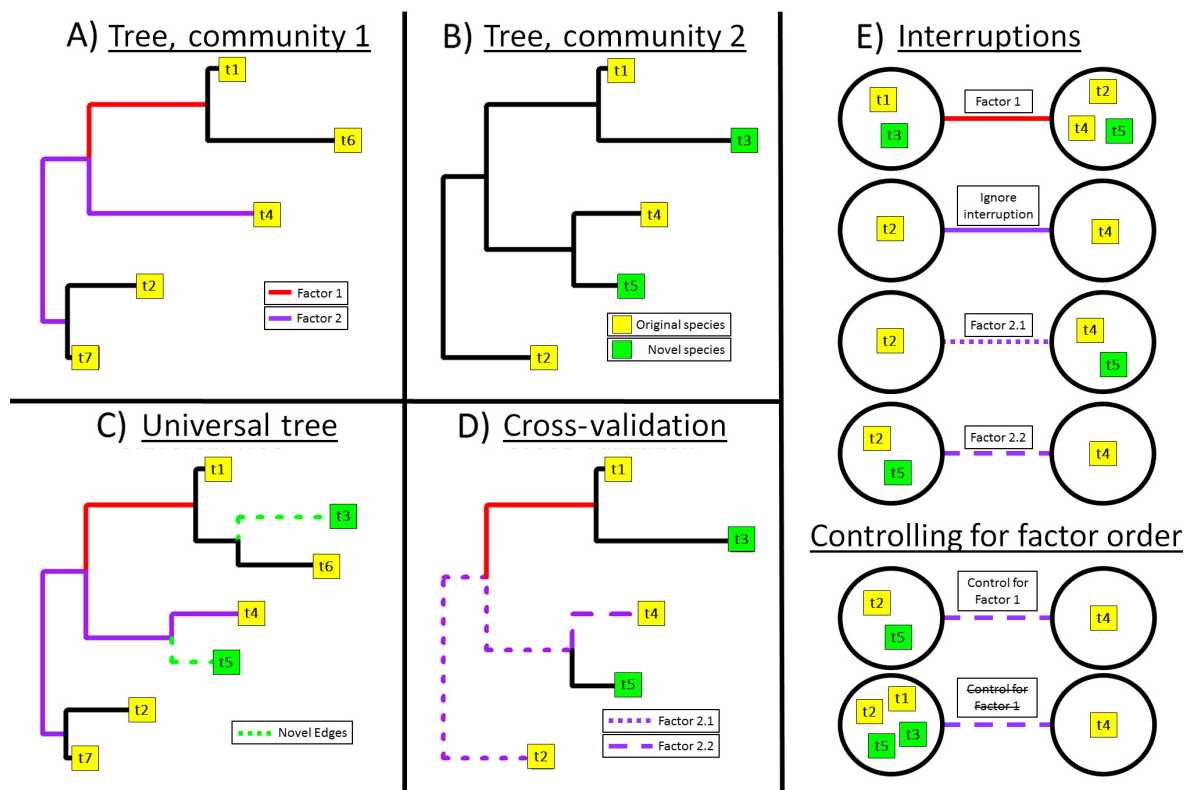 A) Tree, community 1
t1
t6
t4
t2
t7
Factor 1
Factor 2
B) Tree, community 2
t1
t3
t4
t5
t2
Original species
Novel species
C) Universal tree
t1
t3
t6
t4
t5
t2
t7
Novel Edges
D) Cross-validation
t1
t3
t4
t5
t2
Factor 2.1
Factor 2.2
E) Interruptions
t1
t3
Factor 1
t2
t4
t5
t2
Ignore
interruption
t4
t2
Factor 2.1
t4
t5
t2
t5
Factor 2.2
t4
Controlling for factor order
t2
t5
Control for
Factor 1
t4
t1
t2
t3
t5
Control for
Factor 1
t4